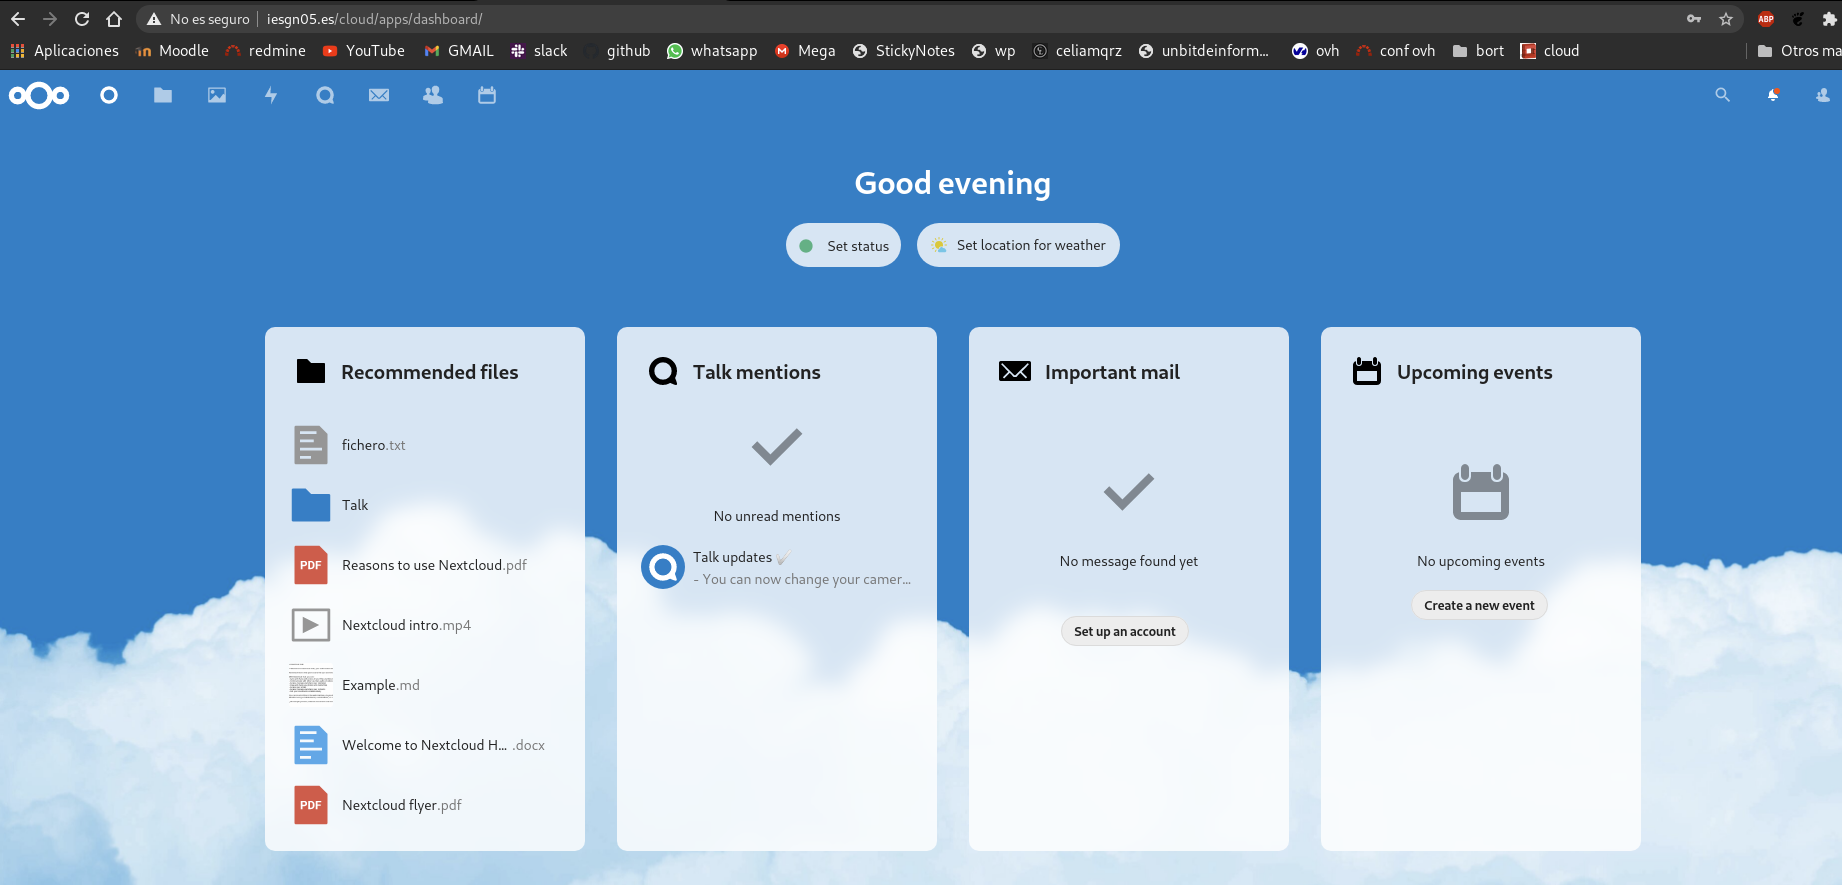 No es seguro | iesgn05.es/cloud/apps/dashboard/
ABP
Aplicaciones Moodle redmine YouTube GMAIL slack github whatsapp Mega StickyNotes wp celiamqrz unbitdeinform... ovh conf ovh bort cloud Otros ma
Good evening
Set status Set location for weather
Recommended files
fichero.txt
Talk
PDF Reasons to use Nextcloud.pdf
Nextcloud intro.mp4
Example.md
Welcome to Nextcloud H... .docx
PDF Nextcloud flyer.pdf
Talk mentions
No unread mentions
Talk updates
- You can now change your camer...
Important mail
No message found yet
Set up an account
Upcoming events
No upcoming events
Create a new event